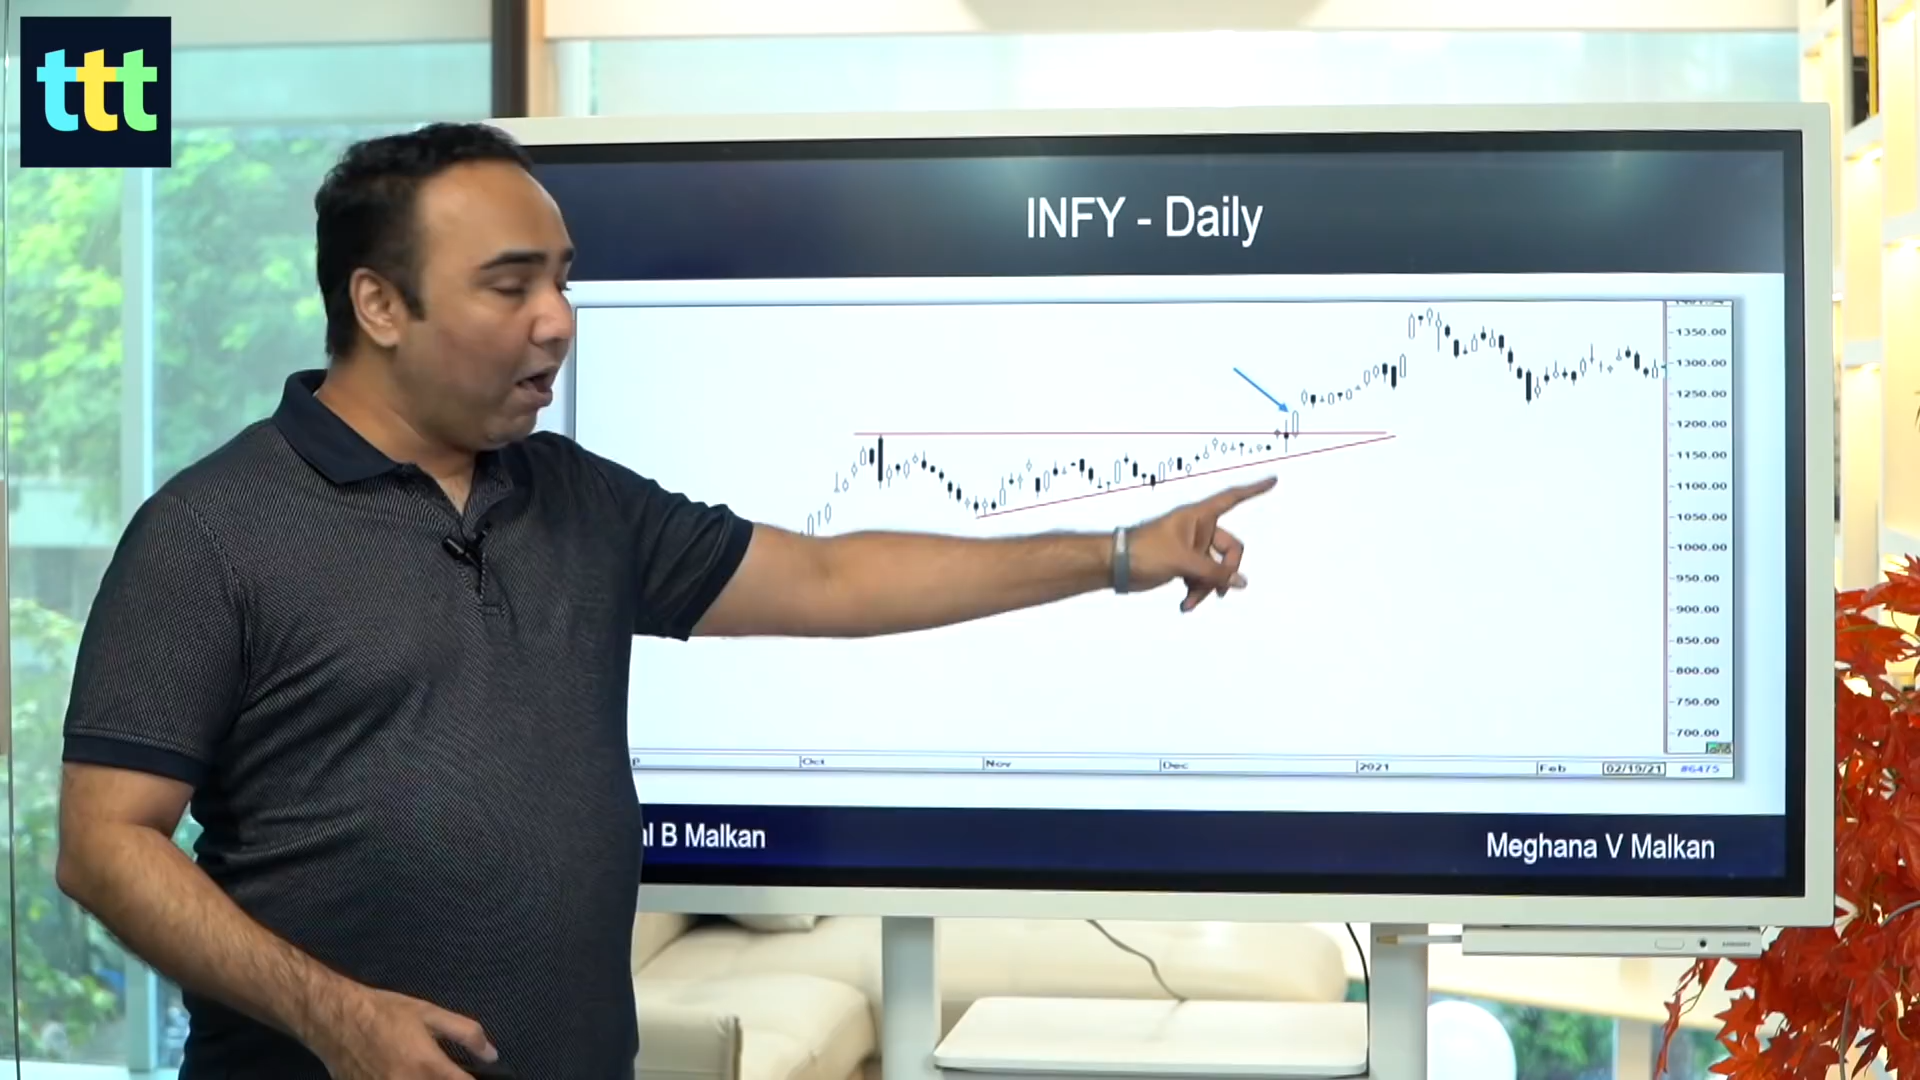 ttt
INFY - Daily
1350.00
1300.00
1250.00
1200.00
1150.00
1100.00
1050.00
1000.00
950.00
900.00
850.00
800.00
750.00
700.00
Oct
Nov
Dec
2021
Feb
02/19/21
#6475
al B Malkan
Meghana V Malkan